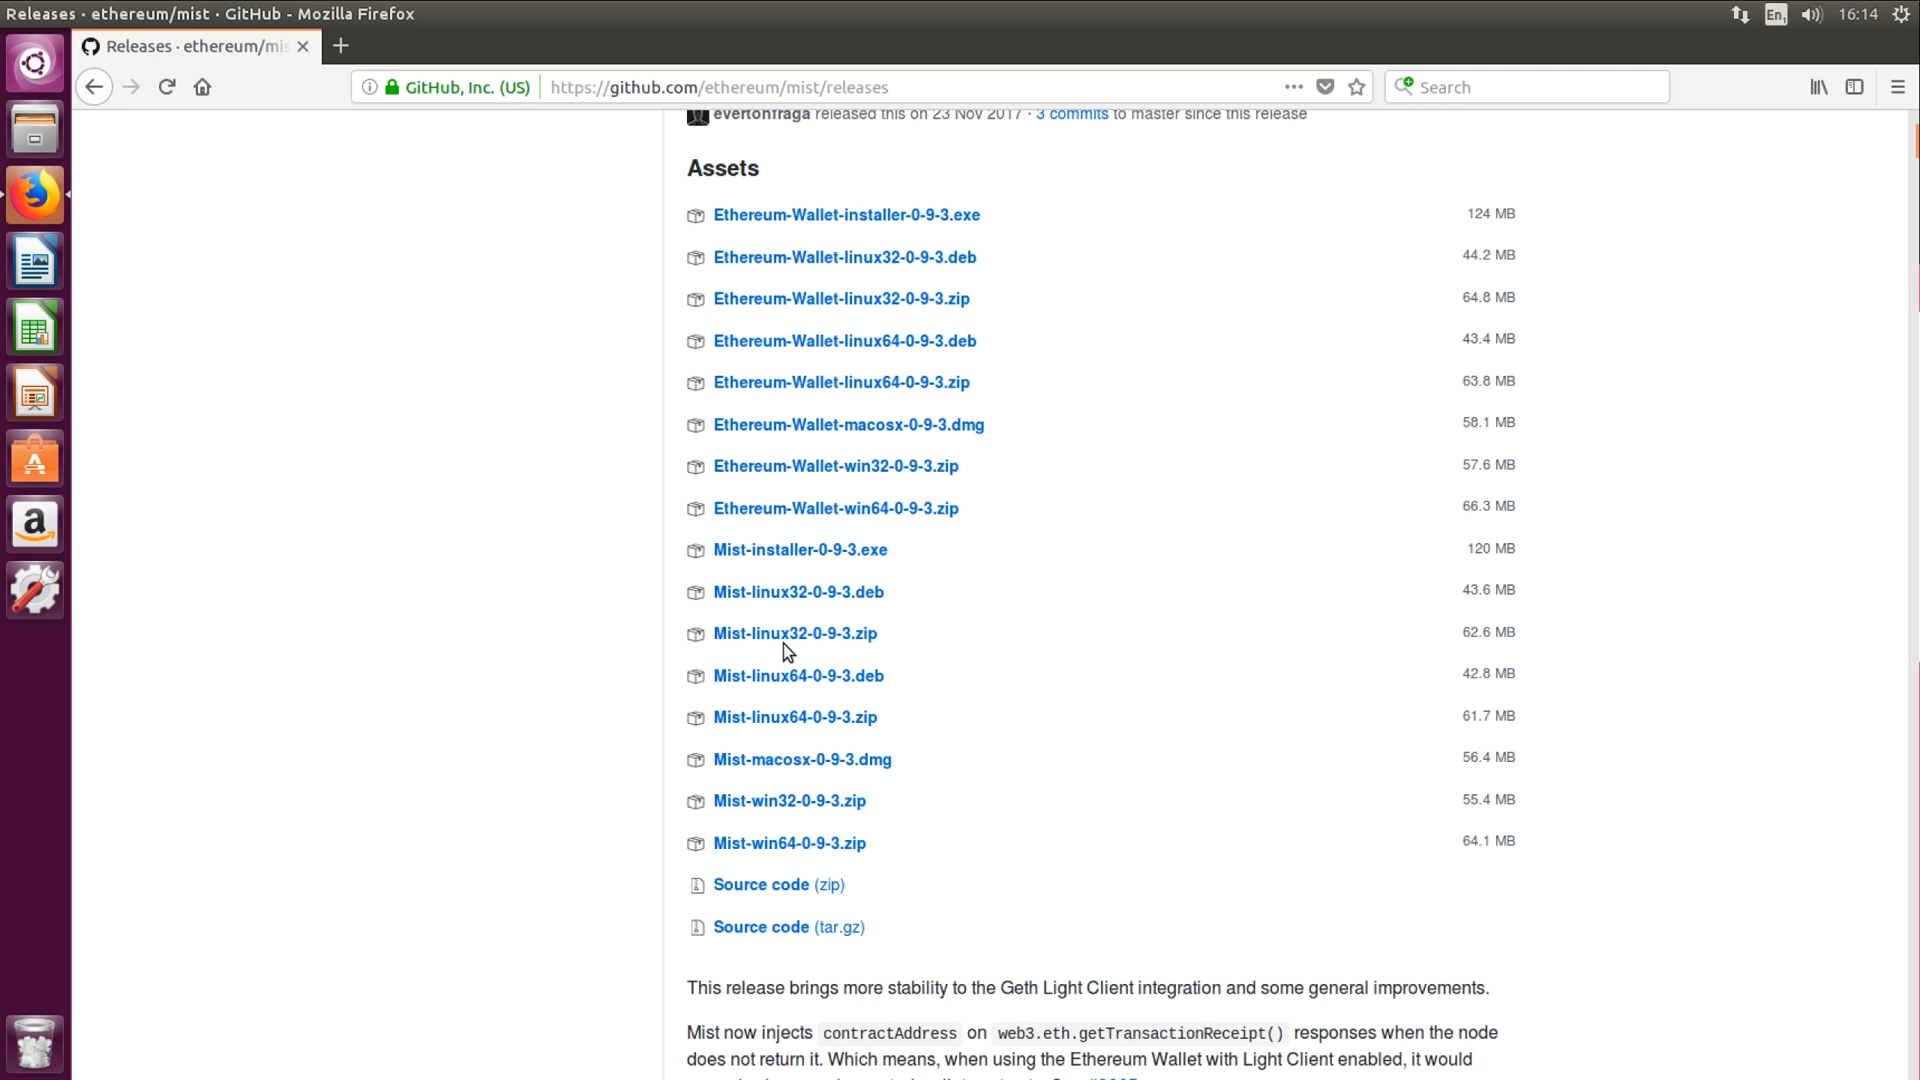 Releases · ethereum/mist · GitHub - Mozilla Firefox
En₁
16:14
Releases · ethereum/mis
GitHub, Inc. (US)
https://github.com/ethereum/mist/releases
Search
evertonfraga released this on 23 Nov 2017 · 3 commits to master since this release
Assets
Ethereum-Wallet-installer-0-9-3.exe 124 MB
Ethereum-Wallet-linux32-0-9-3.deb 44.2 MB
Ethereum-Wallet-linux32-0-9-3.zip 64.8 MB
Ethereum-Wallet-linux64-0-9-3.deb 43.4 MB
Ethereum-Wallet-linux64-0-9-3.zip 63.8 MB
Ethereum-Wallet-macosx-0-9-3.dmg 58.1 MB
Ethereum-Wallet-win32-0-9-3.zip 57.6 MB
Ethereum-Wallet-win64-0-9-3.zip 66.3 MB
Mist-installer-0-9-3.exe 120 MB
Mist-linux32-0-9-3.deb 43.6 MB
Mist-linux32-0-9-3.zip 62.6 MB
Mist-linux64-0-9-3.deb 42.8 MB
Mist-linux64-0-9-3.zip 61.7 MB
Mist-macosx-0-9-3.dmg 56.4 MB
Mist-win32-0-9-3.zip 55.4 MB
Mist-win64-0-9-3.zip 64.1 MB
Source code (zip)
Source code (tar.gz)
This release brings more stability to the Geth Light Client integration and some general improvements.
Mist now injects contractAddress on web3.eth.getTransactionReceipt() responses when the node
does not return it. Which means, when using the Ethereum Wallet with Light Client enabled, it would